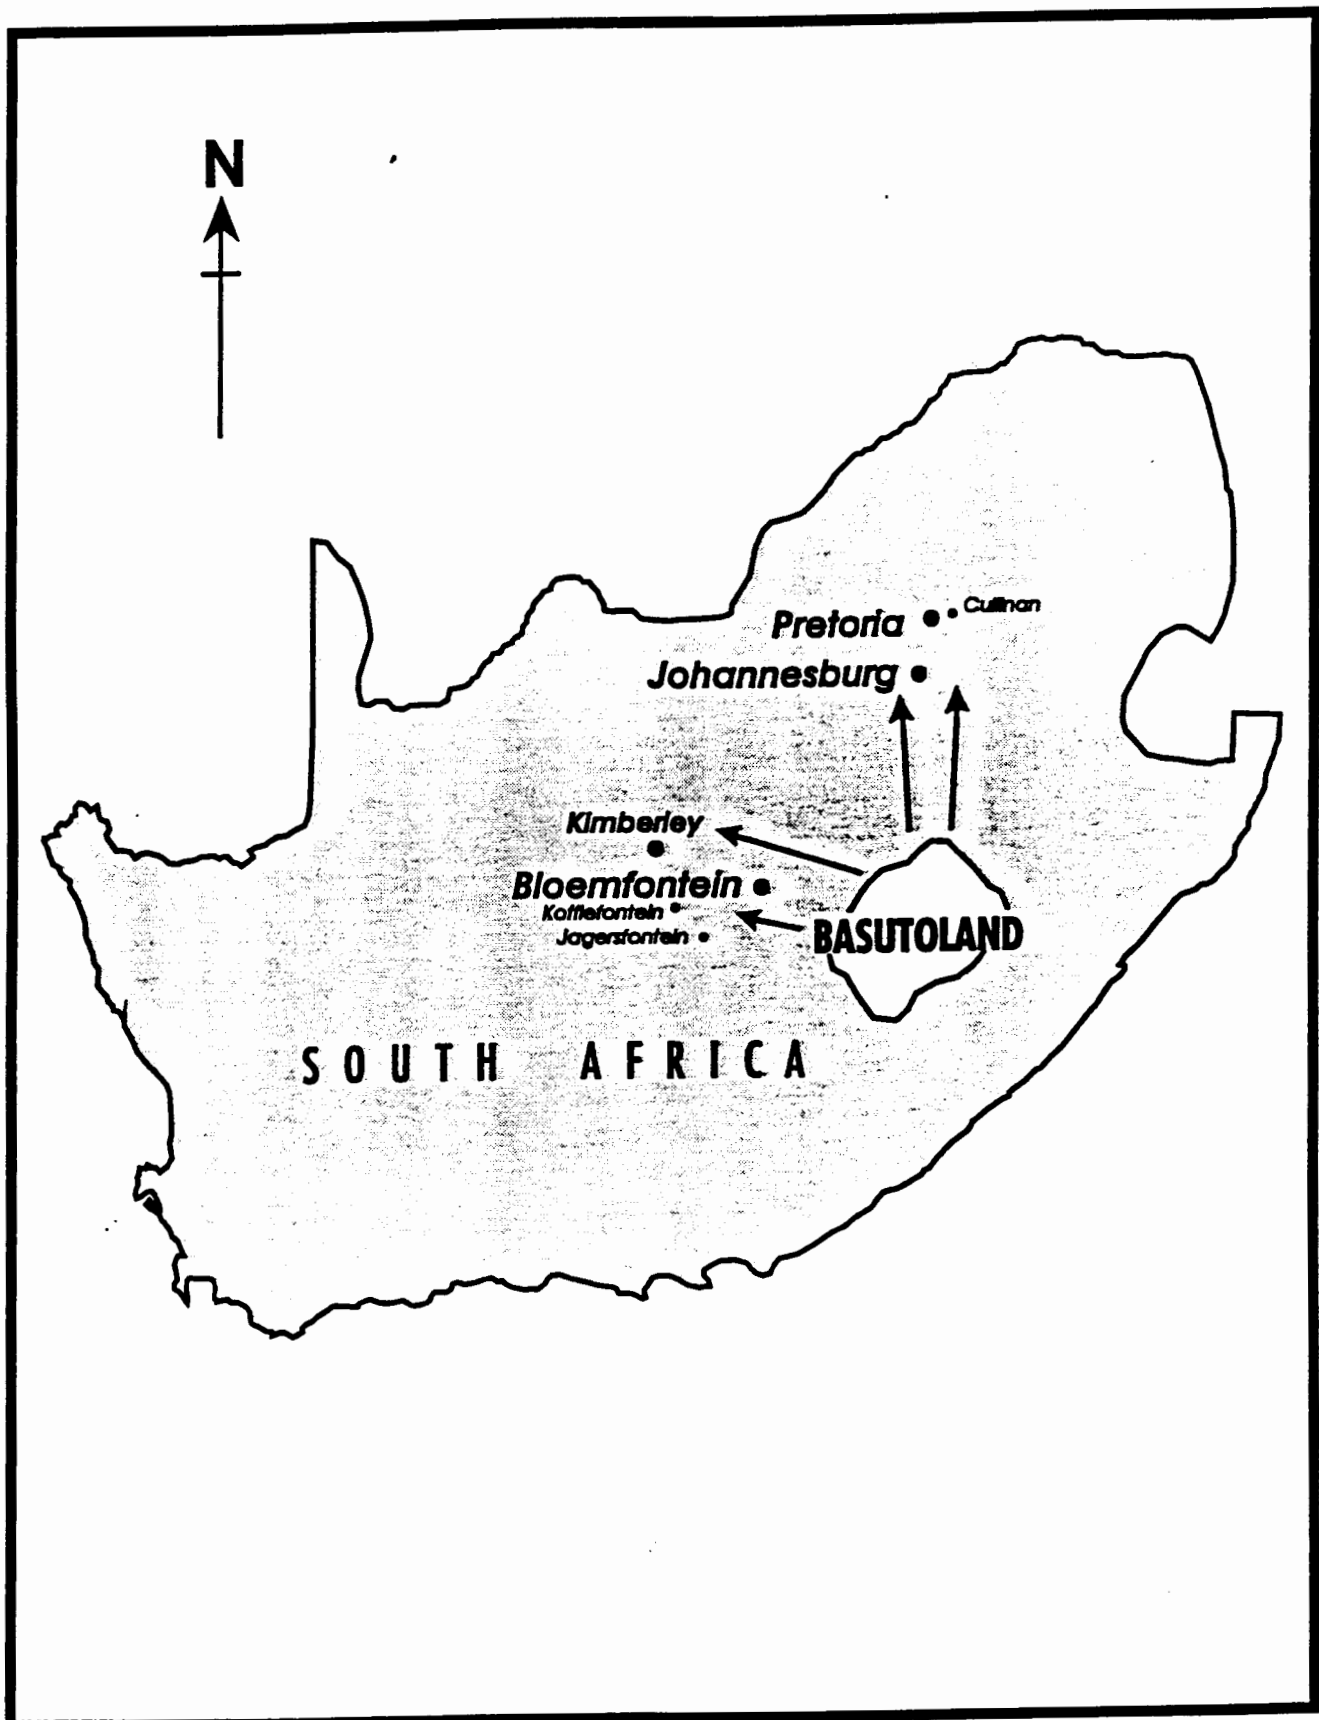 N
Pretoria
Cullinan
Johannesburg
Kimberley
Bloemfontein
Koffiefontein
Jagersfontein
BASUTOLAND
SOUTH AFRICA